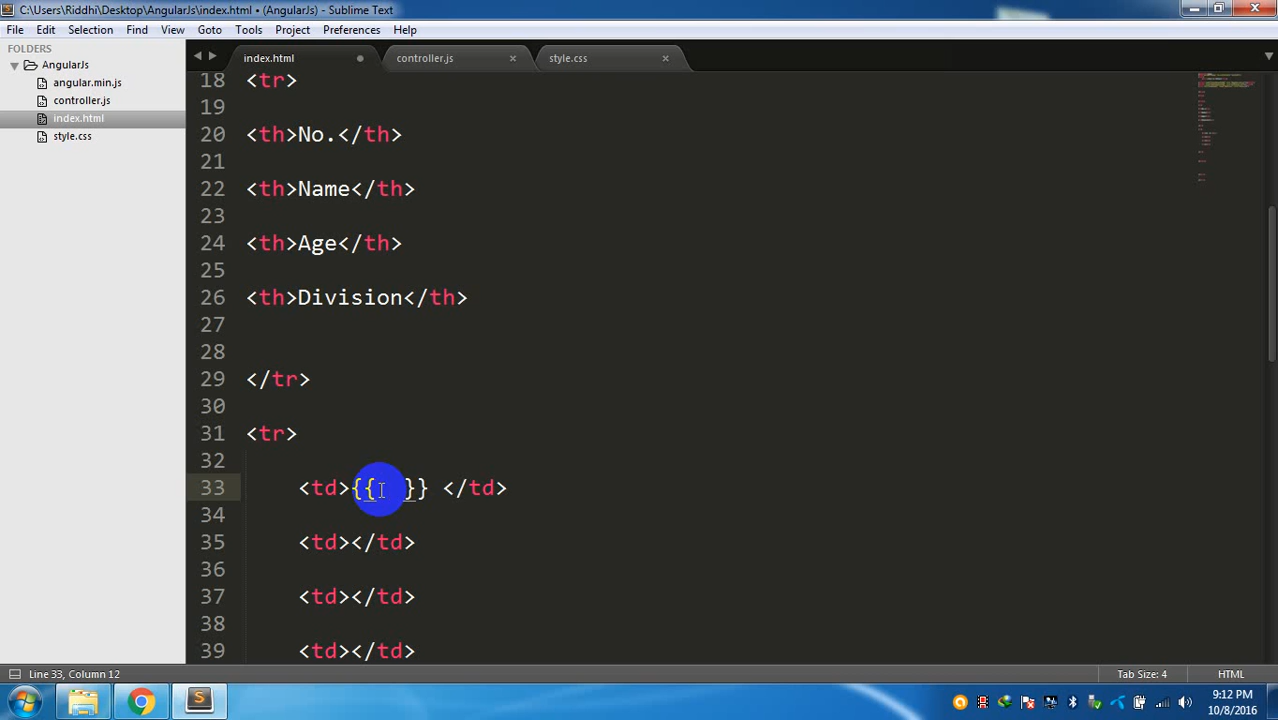 C:\Users\Riddhi\Desktop\AngularJs\index.html • (AngularJs) - Sublime Text
File Edit Selection Find View Goto Tools Project Preferences Help
FOLDERS
AngularJs
angular.min.js
controller.js
index.html
style.css
index.html controller.js style.css
18 <tr>
19
20 <th>No.</th>
21
22 <th>Name</th>
23
24 <th>Age</th>
25
26 <th>Division</th>
27
28
29 </tr>
30
31 <tr>
32
33 <td>{{ }} </td>
34
35 <td></td>
36
37 <td></td>
38
39 <td></td>
Line 33, Column 12 Tab Size: 4 HTML
9:12 PM
10/8/2016